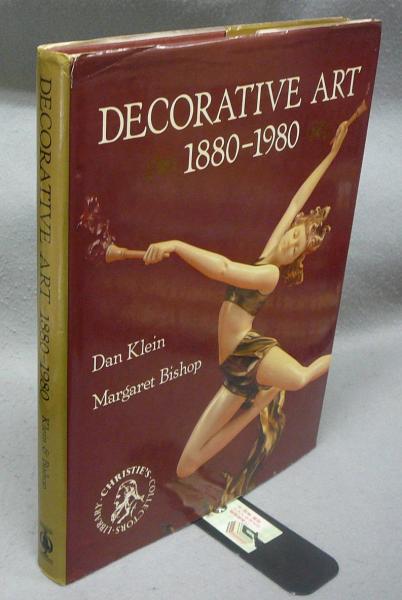 DECORATIVE ART
1880–1980
Dan Klein
Margaret Bishop
CHRISTIE'S · COLLECTORS · LIBRARY ·
DECORATIVE ART 1880–1980 Klein & Bishop